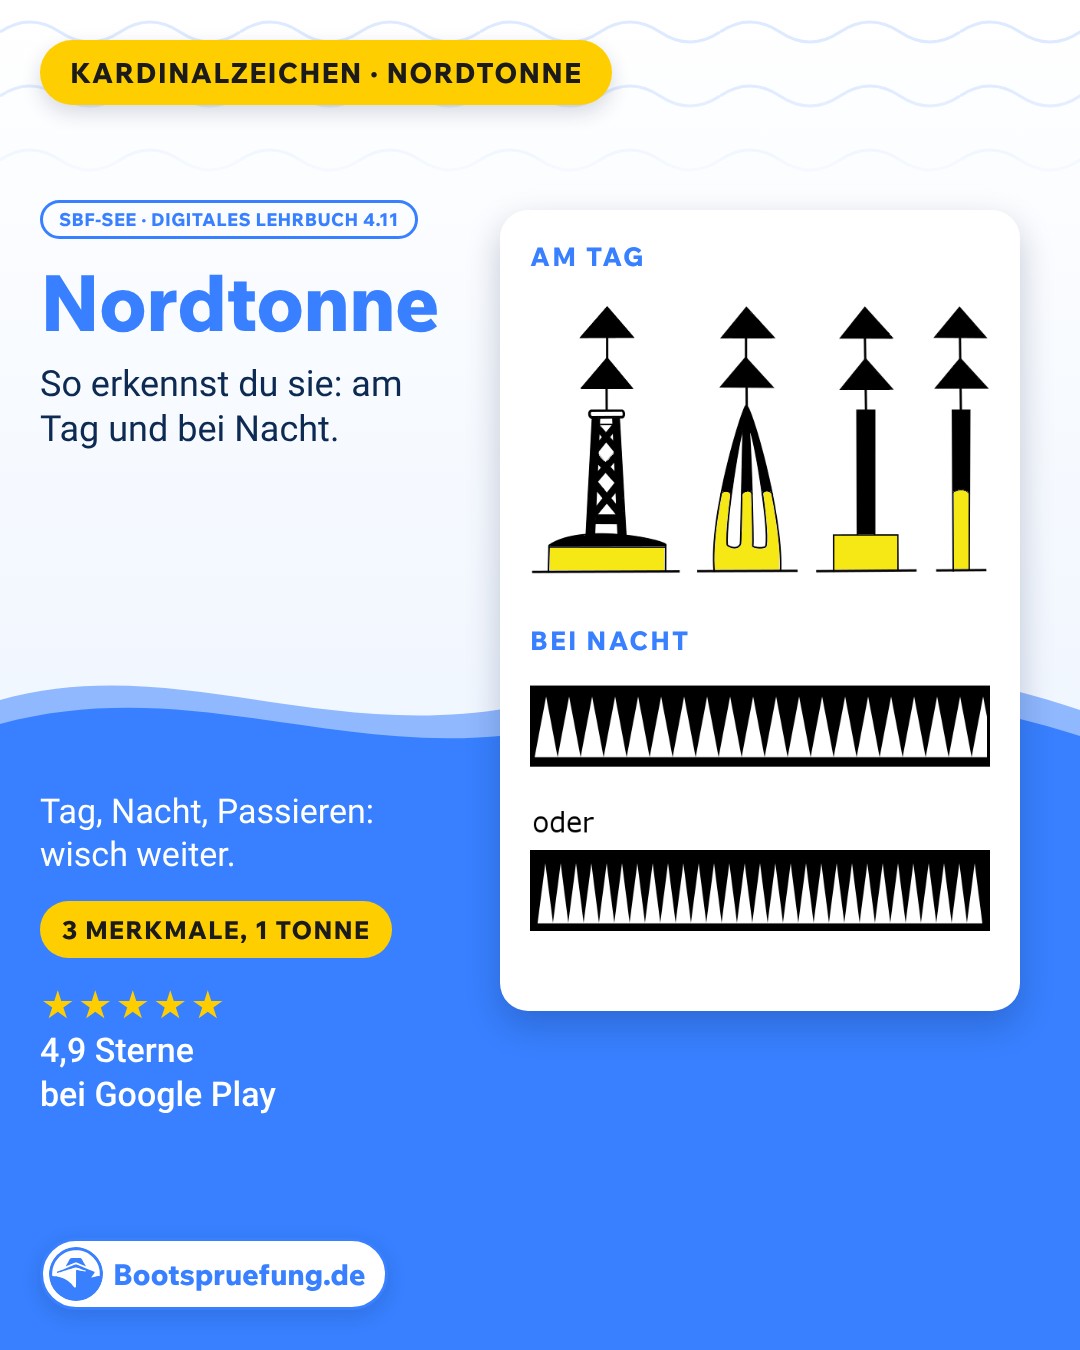 KARDINALZEICHEN · NORDTONNE
SBF-SEE · DIGITALES LEHRBUCH 4.11
Nordtonne
So erkennst du sie: am
Tag und bei Nacht.
AM TAG
BEI NACHT
oder
Tag, Nacht, Passieren:
wisch weiter.
3 MERKMALE, 1 TONNE
★★★★★
4,9 Sterne
bei Google Play
Bootspruefung.de